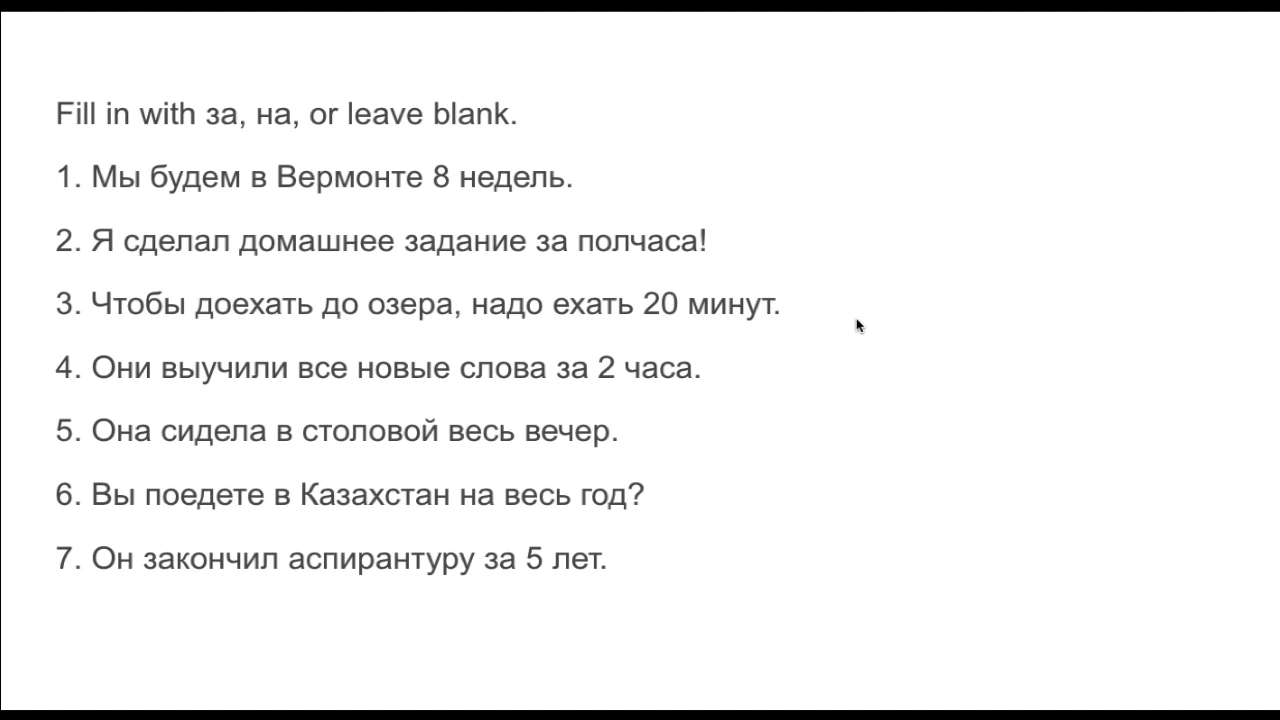 Fill in with за, на, or leave blank.
1. Мы будем в Вермонте 8 недель.
2. Я сделал домашнее задание за полчаса!
3. Чтобы доехать до озера, надо ехать 20 минут.
4. Они выучили все новые слова за 2 часа.
5. Она сидела в столовой весь вечер.
6. Вы поедете в Казахстан на весь год?
7. Он закончил аспирантуру за 5 лет.